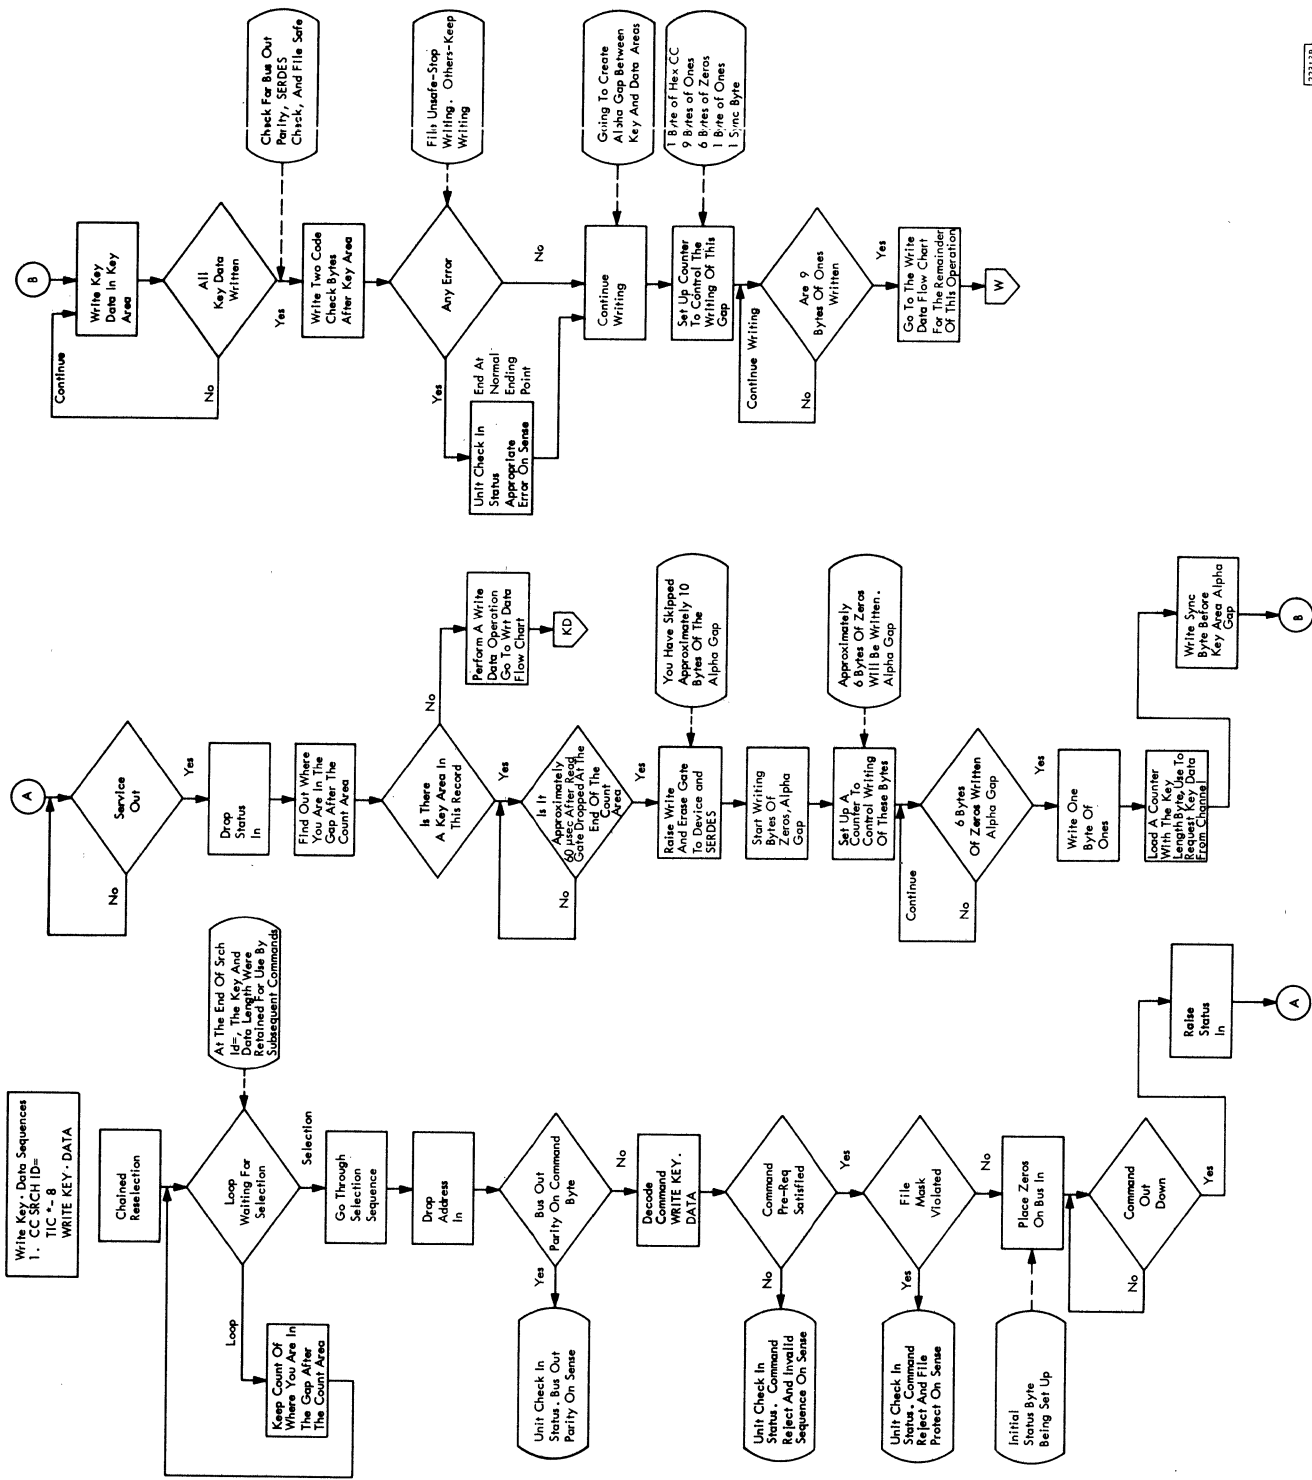 Write Key - Data Sequences
1. CC SRCH ID=
TIC *- 8
WRITE KEY - DATA
Chained
Reselection
At The End Of Srch
Id=, The Key And
Data Length Were
Retained For Use By
Subsequent Commands
Loop
Waiting For
Selection
Loop
Selection
Keep Count Of
Where You Are In
The Gap After
The Count Area
Go Through
Selection
Sequence
Drop
Address
In
Bus Out
Parity On Command
Byte
Yes
No
Unit Check In
Status. Bus Out
Parity On Sense
Decode
Command
WRITE KEY.
DATA
Command
Pre-Req
Satisfied
No
Yes
Unit Check In
Status. Command
Reject And Invalid
Sequence On Sense
File
Mask
Violated
Yes
No
Unit Check In
Status. Command
Reject And File
Protect On Sense
Place Zeros
On Bus In
Initial
Status Byte
Being Set Up
Command
Out
Down
No
Yes
Raise
Status
In
A
A
Service
Out
No
Yes
Drop
Status
In
Find Out Where
You Are In The
Gap After The
Count Area
Is There
A Key Area In
This Record
No
Yes
Perform A Write
Data Operation
Go To Wrt Data
Flow Chart
KD
Is It
Approximately
60 µsec After Read
Gate Dropped At The
End Of The
Count
Area
No
Yes
You Have Skipped
Approximately 10
Bytes Of The
Alpha Gap
Raise Write
And Erase Gate
To Device and
SERDES
Start Writing
Bytes Of
Zeros, Alpha
Gap
Approximately
6 Bytes Of Zeros
Will Be Written.
Alpha Gap
Set Up A
Counter To
Control Writing
Of These Bytes
Continue
6 Bytes
Of Zeros Written
Alpha Gap
No
Yes
Write One
Byte Of
Ones
Load A Counter
With The Key
Length Byte, Use To
Request Key Data
From Channel
Write Sync
Byte Before
Key Area Alpha
Gap
B
B
Write Key
Data In Key
Area
Continue
All
Key Data
Written
No
Yes
Check For Bus Out
Parity, SERDES
Check, And File Safe
Write Two Code
Check Bytes
After Key Area
File Unsafe-Stop
Writing. Others-Keep
Writing
Any Error
Yes
No
Unit Check In
Status
Appropriate
Error On Sense
End At
Normal
Ending
Point
Going To Create
Alpha Gap Between
Key And Data Areas
Continue
Writing
1 Byte of Hex CC
9 Bytes of Ones
6 Bytes of Zeros
1 Byte of Ones
1 Sync Byte
Set Up Counter
To Control The
Writing Of This
Gap
Continue Writing
Are 9
Bytes Of Ones
Written
No
Yes
Go To The Write
Data Flow Chart
For The Remainder
Of This Operation
W